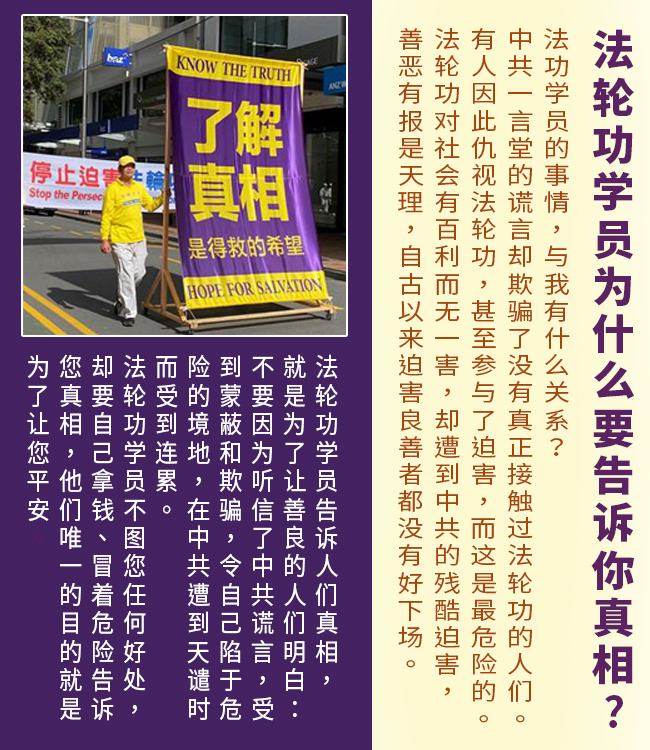 法轮功学员为什么要告诉你真相？
法功学员的事情，与我有什么关系？
中共一言堂的谎言却欺骗了没有真正接触过法轮功的人们。
有人因此仇视法轮功，甚至参与了迫害，而这是最危险的。
法轮功对社会有百利而无一害，却遭到中共的残酷迫害，
善恶有报是天理，自古以来迫害良善者都没有好下场。
KNOW THE TRUTH
了解
真相
是得救的希望
HOPE FOR SALVATION
停止迫害
Stop the Persec
anz
ANZ
法轮功学员告诉人们真相，
就是为了让善良的人们明白：
不要因为听信了中共谎言，受
到蒙蔽和欺骗，令自己陷于危
险的境地，在中共遭到天谴时
而受到连累。
法轮功学员不图您任何好处，
却要自己拿钱、冒着危险告诉
您真相，他们唯一的目的就是
为了让您平安。